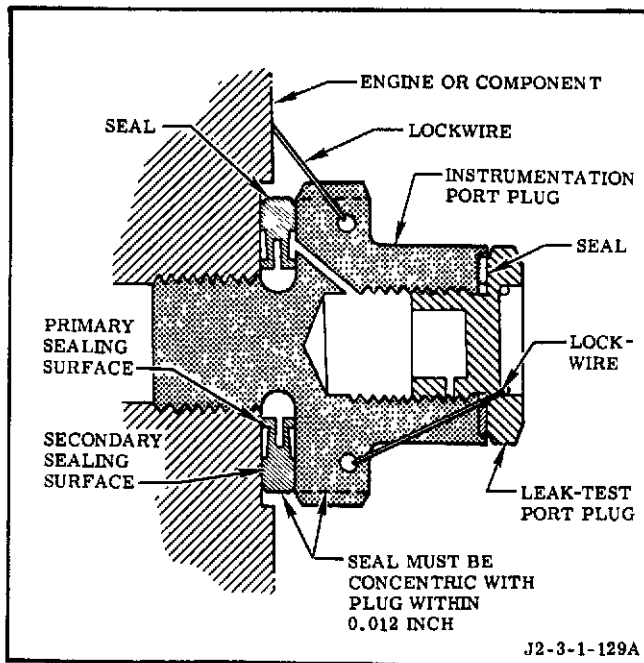 ENGINE OR COMPONENT
SEAL
LOCKWIRE
INSTRUMENTATION
PORT PLUG
SEAL
PRIMARY
SEALING
SURFACE
LOCK-
WIRE
SECONDARY
SEALING
SURFACE
LEAK-TEST
PORT PLUG
SEAL MUST BE
CONCENTRIC WITH
PLUG WITHIN
0.012 INCH
J2-3-1-129A